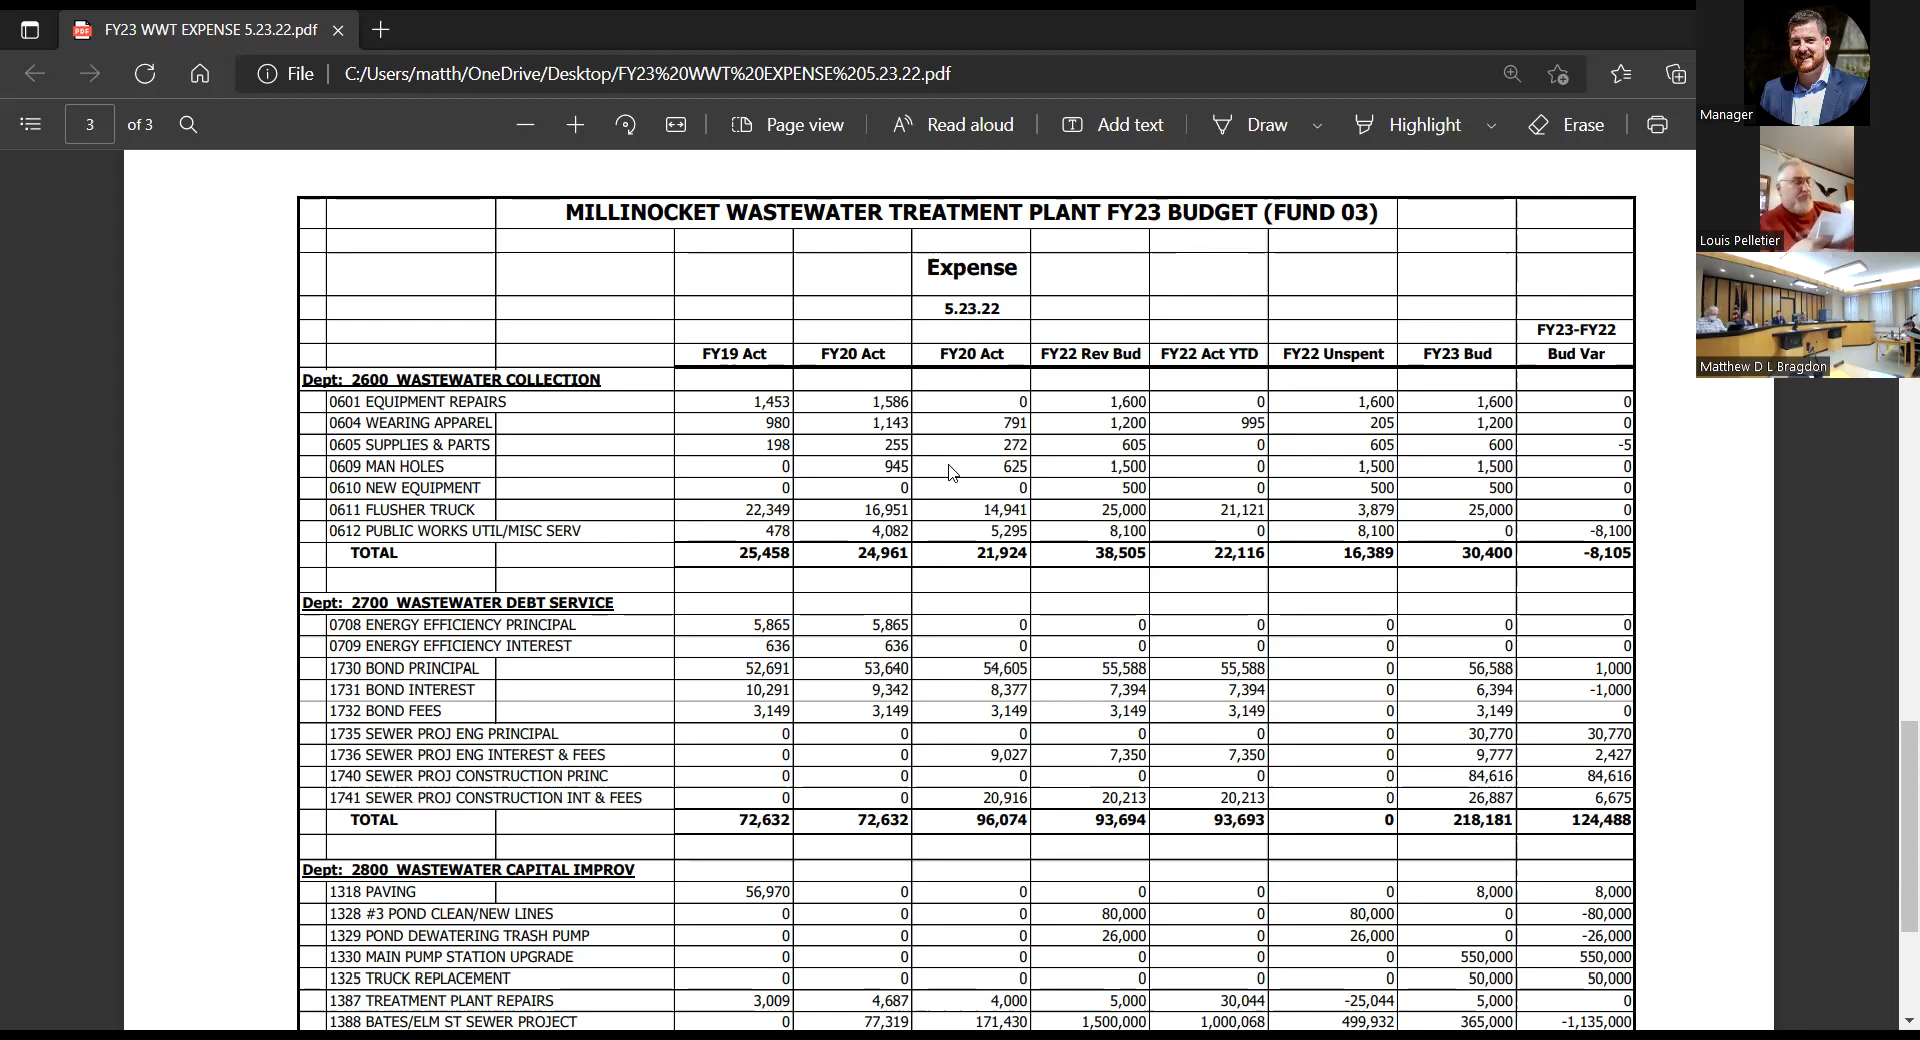 FY23 WWT EXPENSE 5.23.22.pdf
File C:/Users/matth/OneDrive/Desktop/FY23%20WWT%20EXPENSE%205.23.22.pdf
3 of 3 Page view Read aloud Add text Draw Highlight Erase
Manager
Louis Pelletier
Matthew D L Bragdon
MILLINOCKET WASTEWATER TREATMENT PLANT FY23 BUDGET (FUND 03)
Expense
5.23.22
FY23-FY22
FY19 Act FY20 Act FY20 Act FY22 Rev Bud FY22 Act YTD FY22 Unspent FY23 Bud Bud Var
Dept: 2600 WASTEWATER COLLECTION
0601 EQUIPMENT REPAIRS 1,453 1,586 0 1,600 0 1,600 1,600 0
0604 WEARING APPAREL 980 1,143 791 1,200 995 205 1,200 0
0605 SUPPLIES & PARTS 198 255 272 605 0 605 600 -5
0609 MAN HOLES 0 945 625 1,500 0 1,500 1,500 0
0610 NEW EQUIPMENT 0 0 0 500 0 500 500 0
0611 FLUSHER TRUCK 22,349 16,951 14,941 25,000 21,121 3,879 25,000 0
0612 PUBLIC WORKS UTIL/MISC SERV 478 4,082 5,295 8,100 0 8,100 0 -8,100
TOTAL 25,458 24,961 21,924 38,505 22,116 16,389 30,400 -8,105
Dept: 2700 WASTEWATER DEBT SERVICE
0708 ENERGY EFFICIENCY PRINCIPAL 5,865 5,865 0 0 0 0 0 0
0709 ENERGY EFFICIENCY INTEREST 636 636 0 0 0 0 0 0
1730 BOND PRINCIPAL 52,691 53,640 54,605 55,588 55,588 0 56,588 1,000
1731 BOND INTEREST 10,291 9,342 8,377 7,394 7,394 0 6,394 -1,000
1732 BOND FEES 3,149 3,149 3,149 3,149 3,149 0 3,149 0
1735 SEWER PROJ ENG PRINCIPAL 0 0 0 0 0 0 30,770 30,770
1736 SEWER PROJ ENG INTEREST & FEES 0 0 9,027 7,350 7,350 0 9,777 2,427
1740 SEWER PROJ CONSTRUCTION PRINC 0 0 0 0 0 0 84,616 84,616
1741 SEWER PROJ CONSTRUCTION INT & FEES 0 0 20,916 20,213 20,213 0 26,887 6,675
TOTAL 72,632 72,632 96,074 93,694 93,693 0 218,181 124,488
Dept: 2800 WASTEWATER CAPITAL IMPROV
1318 PAVING 56,970 0 0 0 0 0 8,000 8,000
1328 #3 POND CLEAN/NEW LINES 0 0 0 80,000 0 80,000 0 -80,000
1329 POND DEWATERING TRASH PUMP 0 0 0 26,000 0 26,000 0 -26,000
1330 MAIN PUMP STATION UPGRADE 0 0 0 0 0 0 550,000 550,000
1325 TRUCK REPLACEMENT 0 0 0 0 0 0 50,000 50,000
1387 TREATMENT PLANT REPAIRS 3,009 4,687 4,000 5,000 30,044 -25,044 5,000 0
1388 BATES/ELM ST SEWER PROJECT 0 77,319 171,430 1,500,000 1,000,068 499,932 365,000 -1,135,000